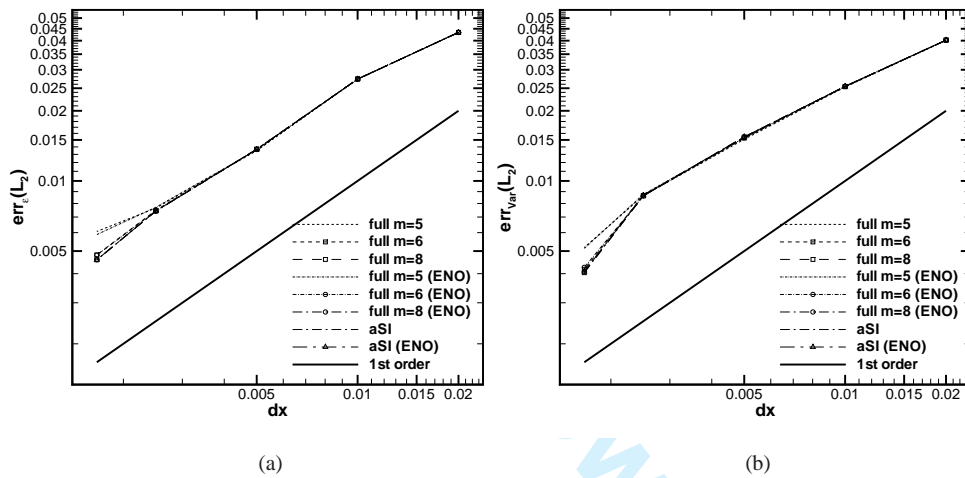 0.05
0.045
0.04
0.035
0.03
0.025
0.02
0.015
0.01
0.005
err_ε(L_2)
full m=5
full m=6
full m=8
full m=5 (ENO)
full m=6 (ENO)
full m=8 (ENO)
aSI
aSI (ENO)
1st order
0.005 0.01 0.015 0.02
dx
(a)
0.05
0.045
0.04
0.035
0.03
0.025
0.02
0.015
0.01
0.005
err_Var(L_2)
full m=5
full m=6
full m=8
full m=5 (ENO)
full m=6 (ENO)
full m=8 (ENO)
aSI
aSI (ENO)
1st order
0.005 0.01 0.015 0.02
dx
(b)